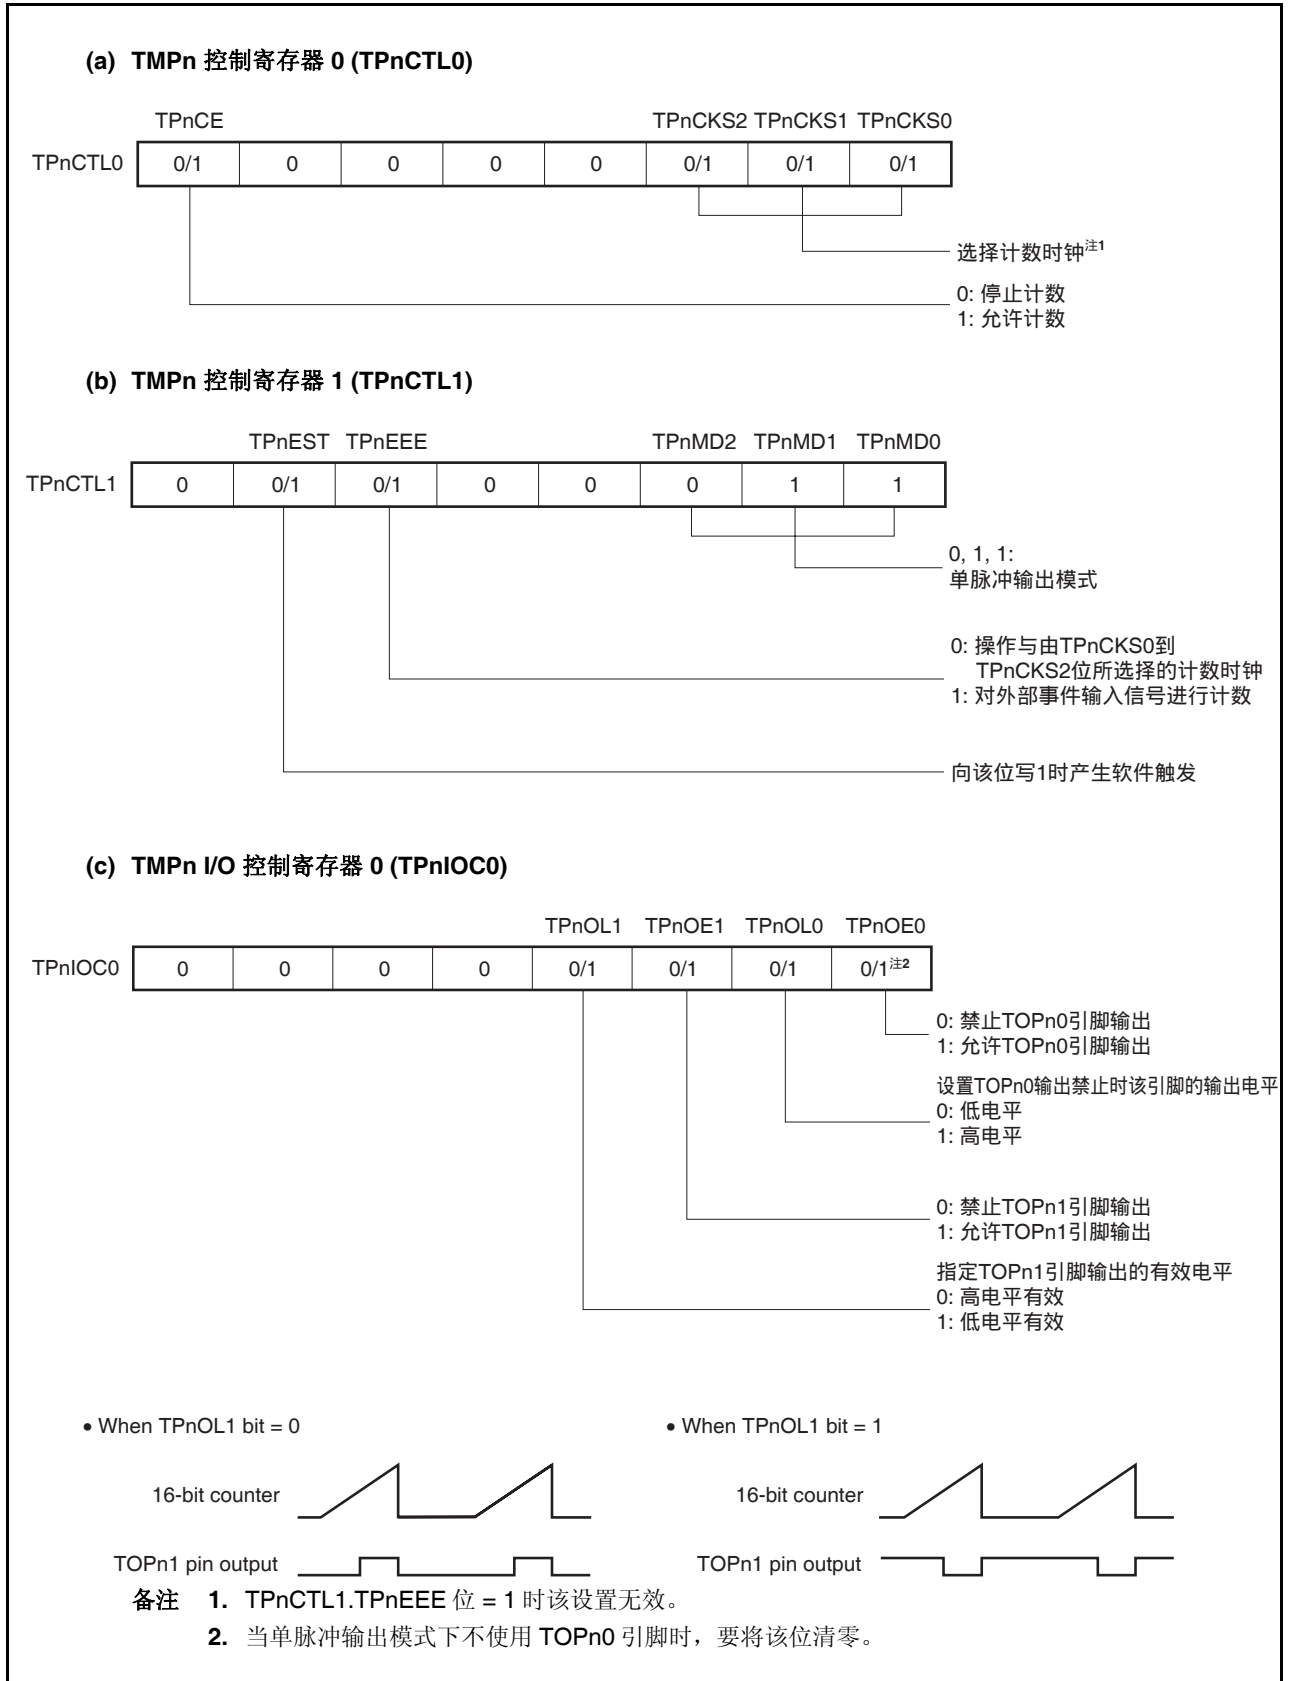 (a) TMPn 控制寄存器 0 (TPnCTL0)
TPnCE TPnCKS2 TPnCKS1 TPnCKS0
TPnCTL0 0/1 0 0 0 0 0/1 0/1 0/1
选择计数时钟注1
0: 停止计数
1: 允许计数
(b) TMPn 控制寄存器 1 (TPnCTL1)
TPnEST TPnEEE TPnMD2 TPnMD1 TPnMD0
TPnCTL1 0 0/1 0/1 0 0 0 1 1
0, 1, 1:
单脉冲输出模式
0: 操作与由TPnCKS0到
TPnCKS2位所选择的计数时钟
1: 对外部事件输入信号进行计数
向该位写1时产生软件触发
(c) TMPn I/O 控制寄存器 0 (TPnIOC0)
TPnOL1 TPnOE1 TPnOL0 TPnOE0
TPnIOC0 0 0 0 0 0/1 0/1 0/1 0/1注2
0: 禁止TOPn0引脚输出
1: 允许TOPn0引脚输出
设置TOPn0输出禁止时该引脚的输出电平
0: 低电平
1: 高电平
0: 禁止TOPn1引脚输出
1: 允许TOPn1引脚输出
指定TOPn1引脚输出的有效电平
0: 高电平有效
1: 低电平有效
• When TPnOL1 bit = 0 • When TPnOL1 bit = 1
16-bit counter 16-bit counter
TOPn1 pin output TOPn1 pin output
备注 1. TPnCTL1.TPnEEE 位 = 1 时该设置无效。
2. 当单脉冲输出模式下不使用 TOPn0 引脚时，要将该位清零。